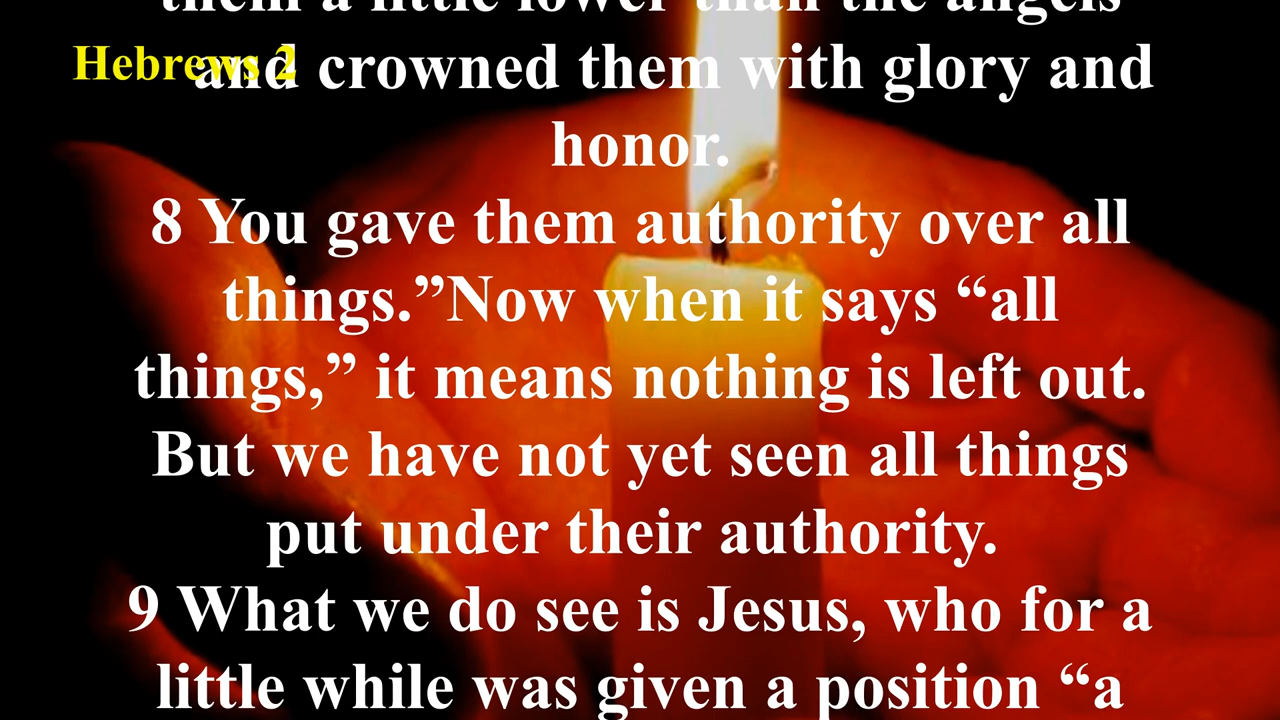 them a little lower than the angels
Hebrews 2
and crowned them with glory and
honor.
8 You gave them authority over all
things.”Now when it says “all
things,” it means nothing is left out.
But we have not yet seen all things
put under their authority.
9 What we do see is Jesus, who for a
little while was given a position “a